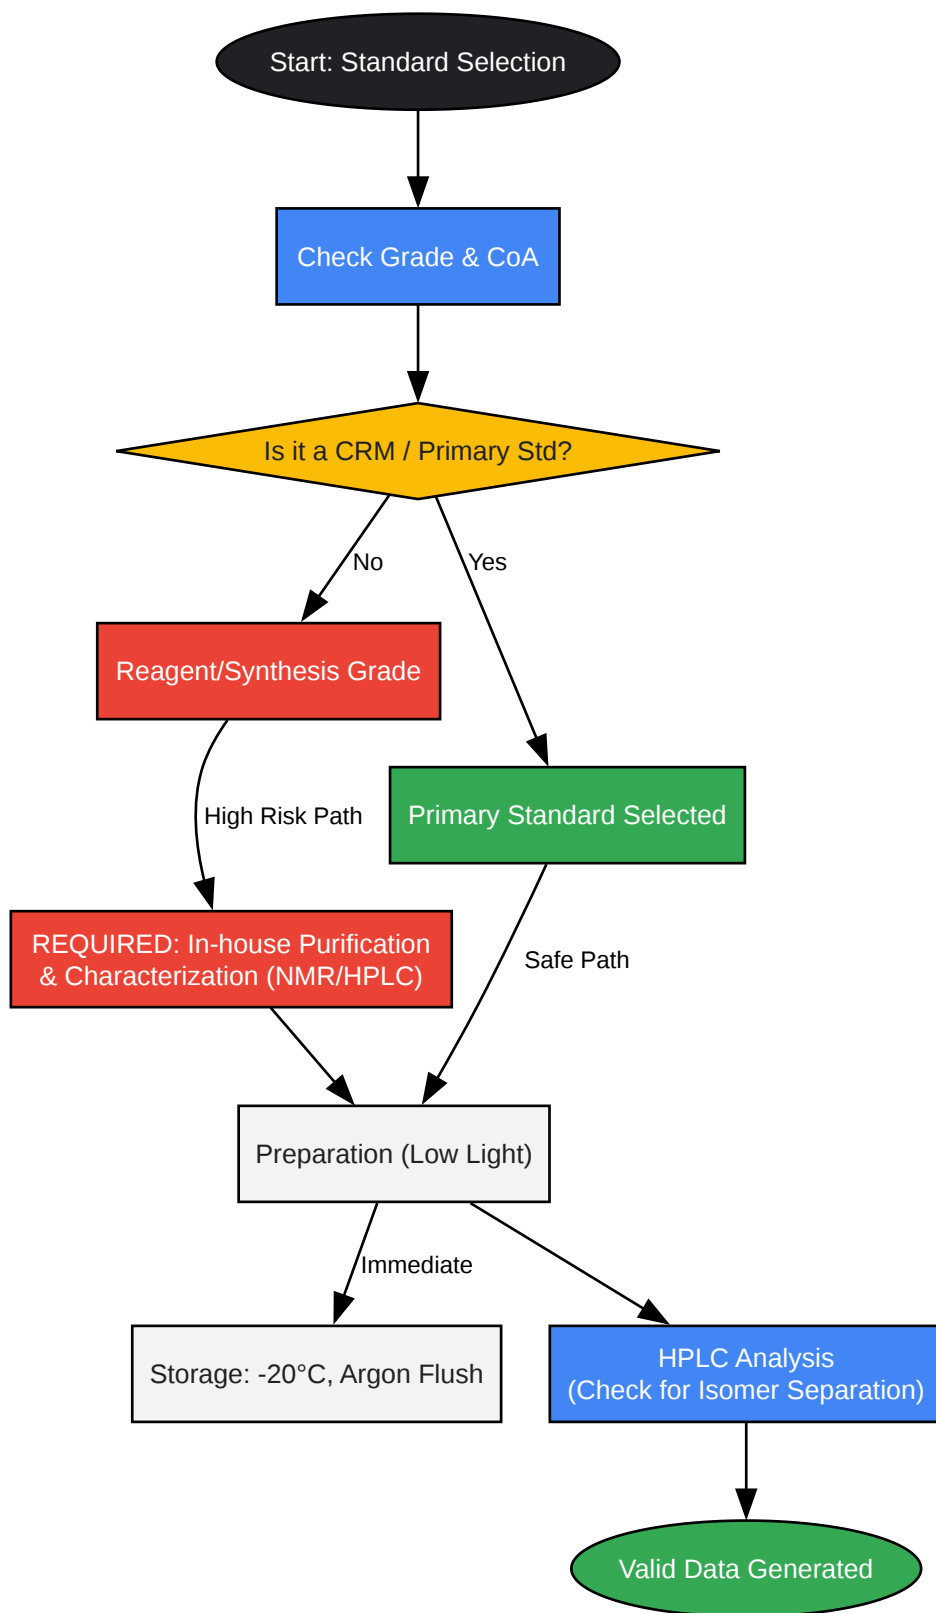 Start: Standard Selection
Check Grade & CoA
Is it a CRM / Primary Std?
No
Yes
Reagent/Synthesis Grade
Primary Standard Selected
High Risk Path
REQUIRED: In-house Purification
& Characterization (NMR/HPLC)
Safe Path
Preparation (Low Light)
Immediate
Storage: -20°C, Argon Flush
HPLC Analysis
(Check for Isomer Separation)
Valid Data Generated